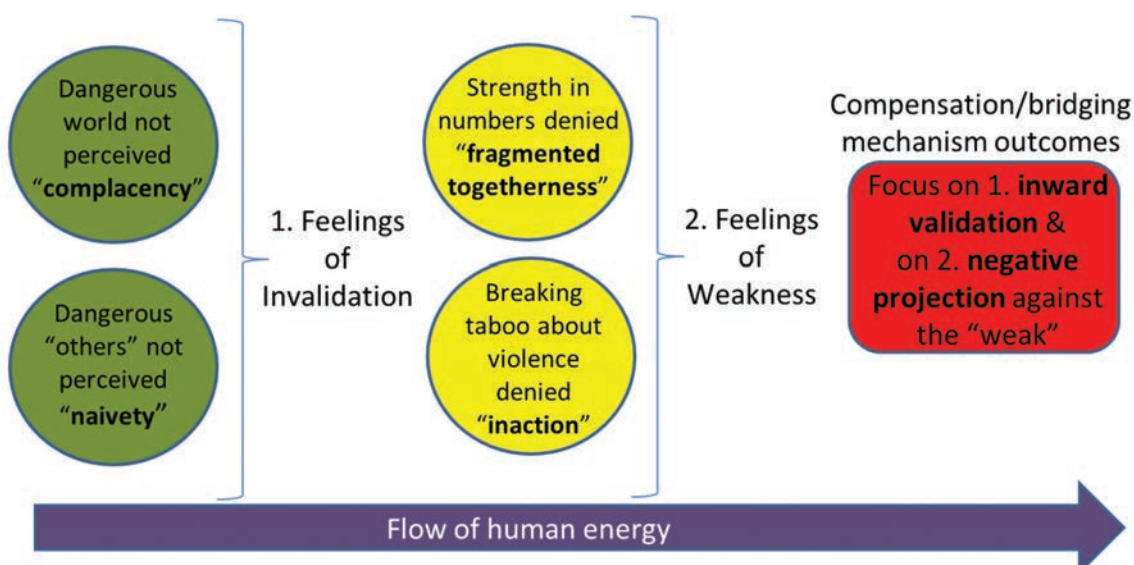 Dangerous
world not
perceived
“complacency”
Dangerous
“others” not
perceived
“naivety”
1. Feelings
of
Invalidation
Strength in
numbers denied
“fragmented
togetherness”
Breaking
taboo about
violence
denied
“inaction”
2. Feelings
of
Weakness
Compensation/bridging
mechanism outcomes
Focus on 1. inward
validation &
on 2. negative
projection against
the “weak”
Flow of human energy